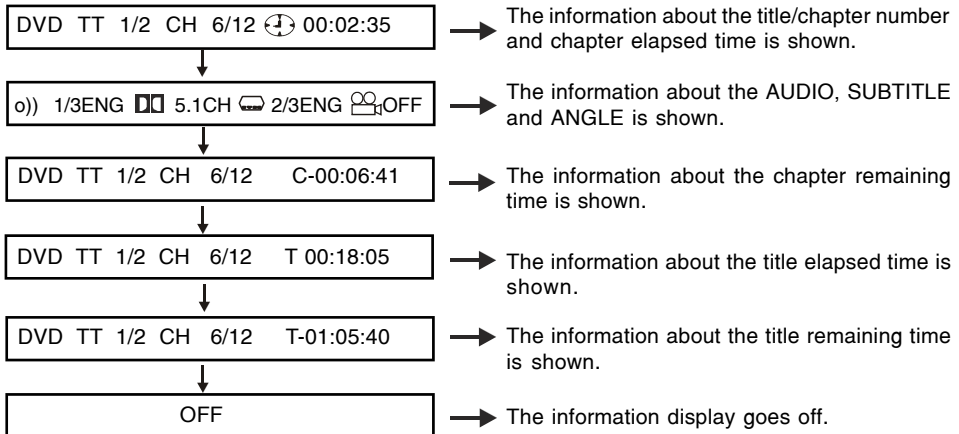 DVD TT 1/2 CH 6/12 00:02:35
The information about the title/chapter number
and chapter elapsed time is shown.
o)) 1/3ENG 5.1CH 2/3ENG OFF
The information about the AUDIO, SUBTITLE
and ANGLE is shown.
DVD TT 1/2 CH 6/12 C-00:06:41
The information about the chapter remaining
time is shown.
DVD TT 1/2 CH 6/12 T 00:18:05
The information about the title elapsed time is
shown.
DVD TT 1/2 CH 6/12 T-01:05:40
The information about the title remaining time
is shown.
OFF
The information display goes off.